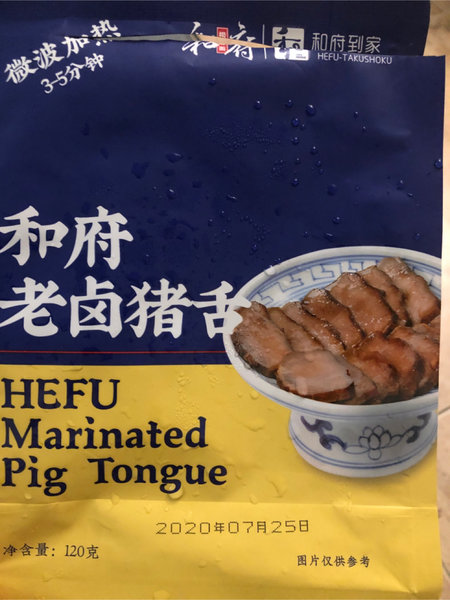 微波加热
3-5分钟
和府
和府到家
HEFU-TAKUSHOKU
和府
老卤猪舌
HEFU
Marinated
Pig Tongue
2020年07月25日
净含量：120克
图片仅供参考